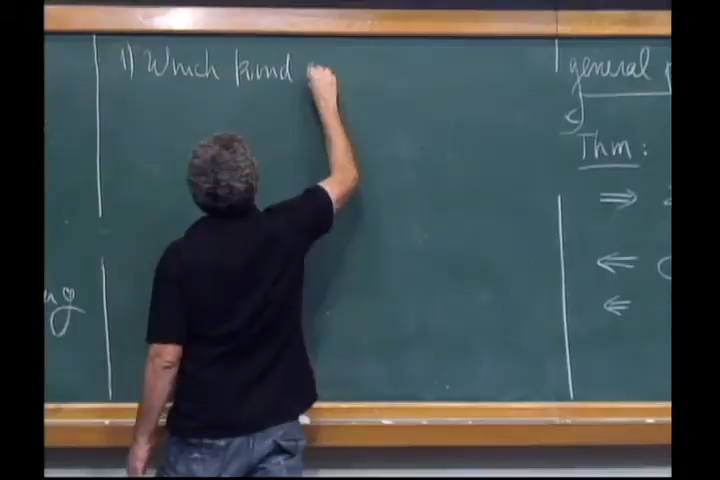 1) Which kind
general
Thm :
⇒
⇐
⇐